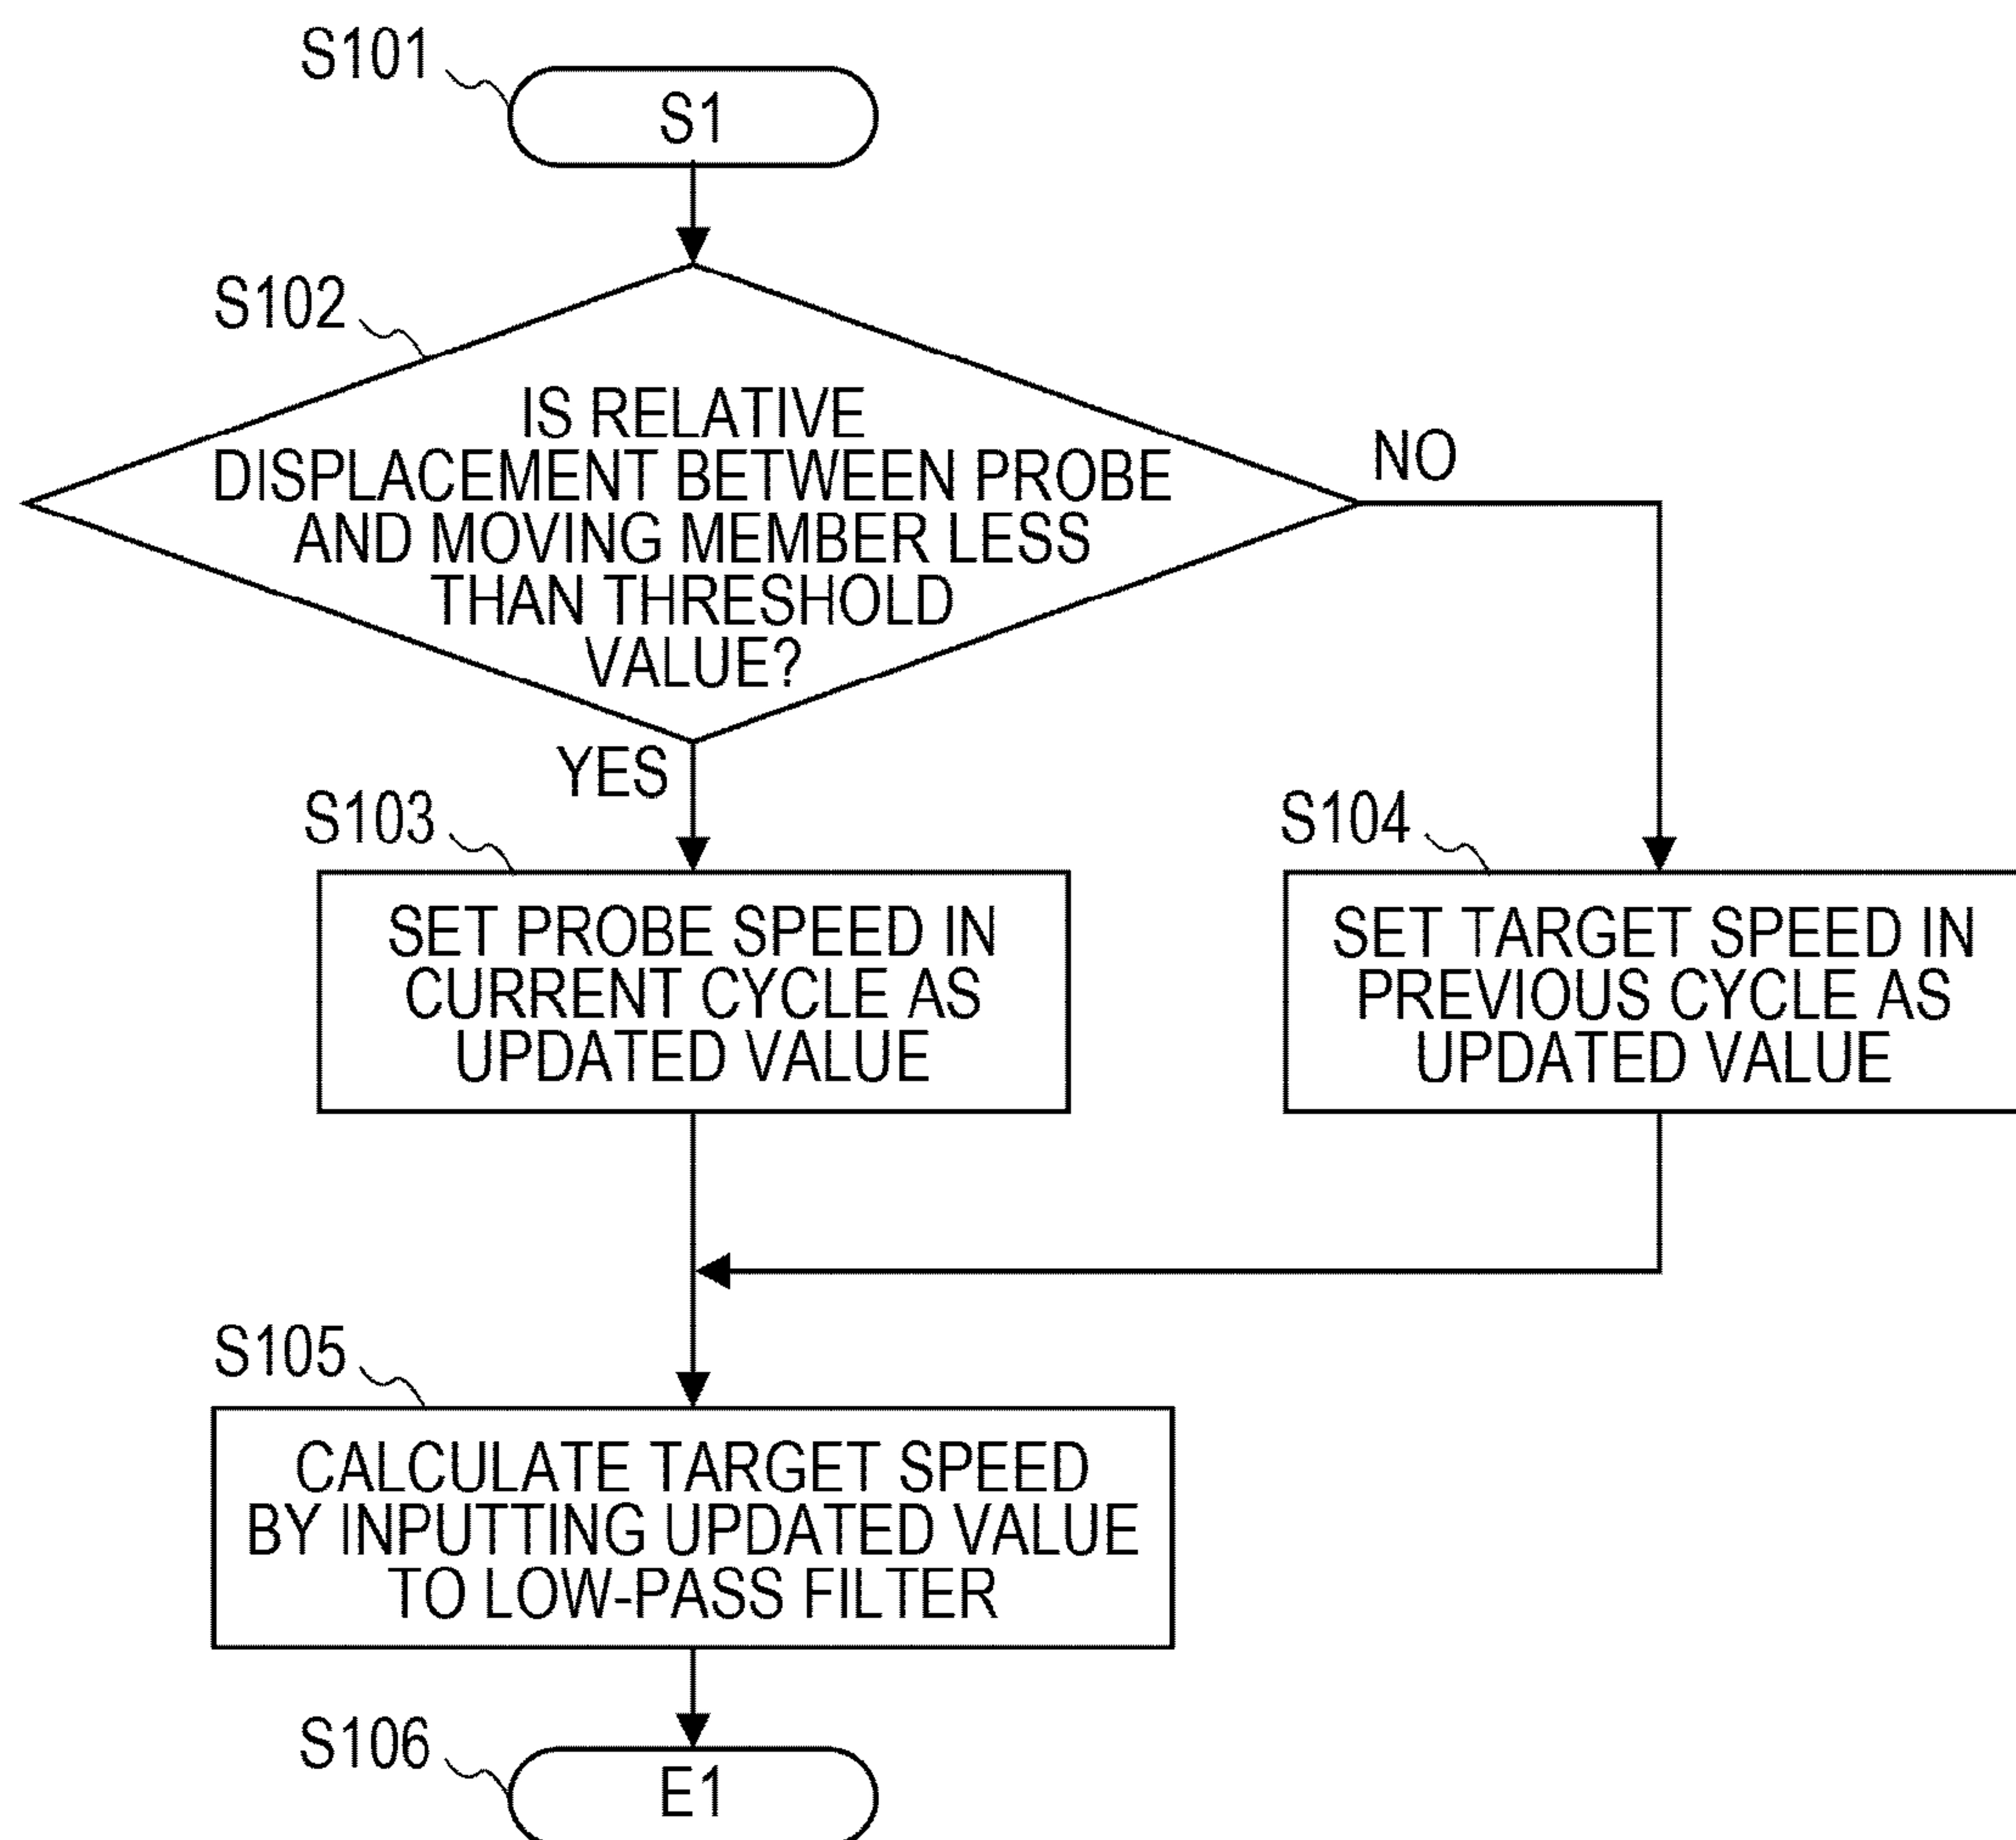 S101
S1
S102
IS RELATIVE
DISPLACEMENT BETWEEN PROBE
AND MOVING MEMBER LESS
THAN THRESHOLD
VALUE?
NO
YES
S103
SET PROBE SPEED IN
CURRENT CYCLE AS
UPDATED VALUE
S104
SET TARGET SPEED IN
PREVIOUS CYCLE AS
UPDATED VALUE
S105
CALCULATE TARGET SPEED
BY INPUTTING UPDATED VALUE
TO LOW-PASS FILTER
S106
E1